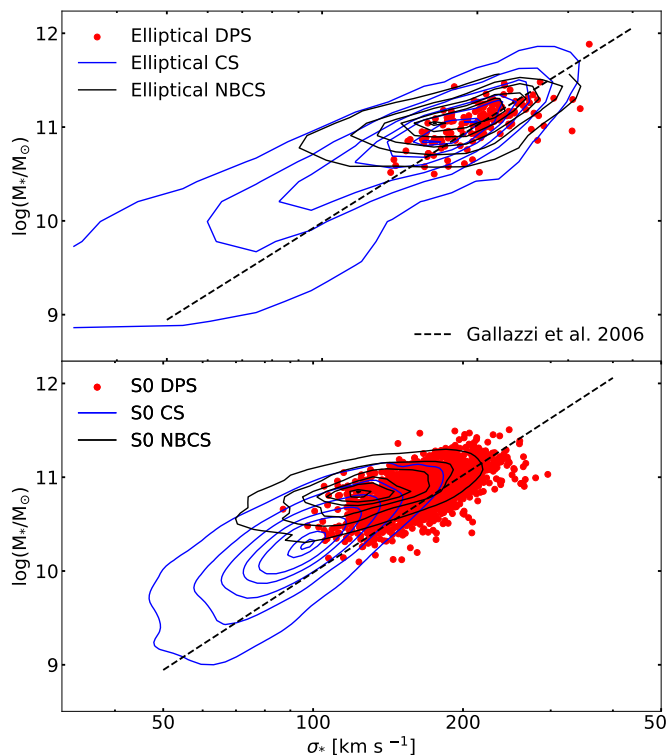 12
11
10
9
log(M*/M⊙)
Elliptical DPS
Elliptical CS
Elliptical NBCS
Gallazzi et al. 2006
12
11
10
9
log(M*/M⊙)
S0 DPS
S0 CS
S0 NBCS
50 100 200 50
σ* [km s⁻¹]